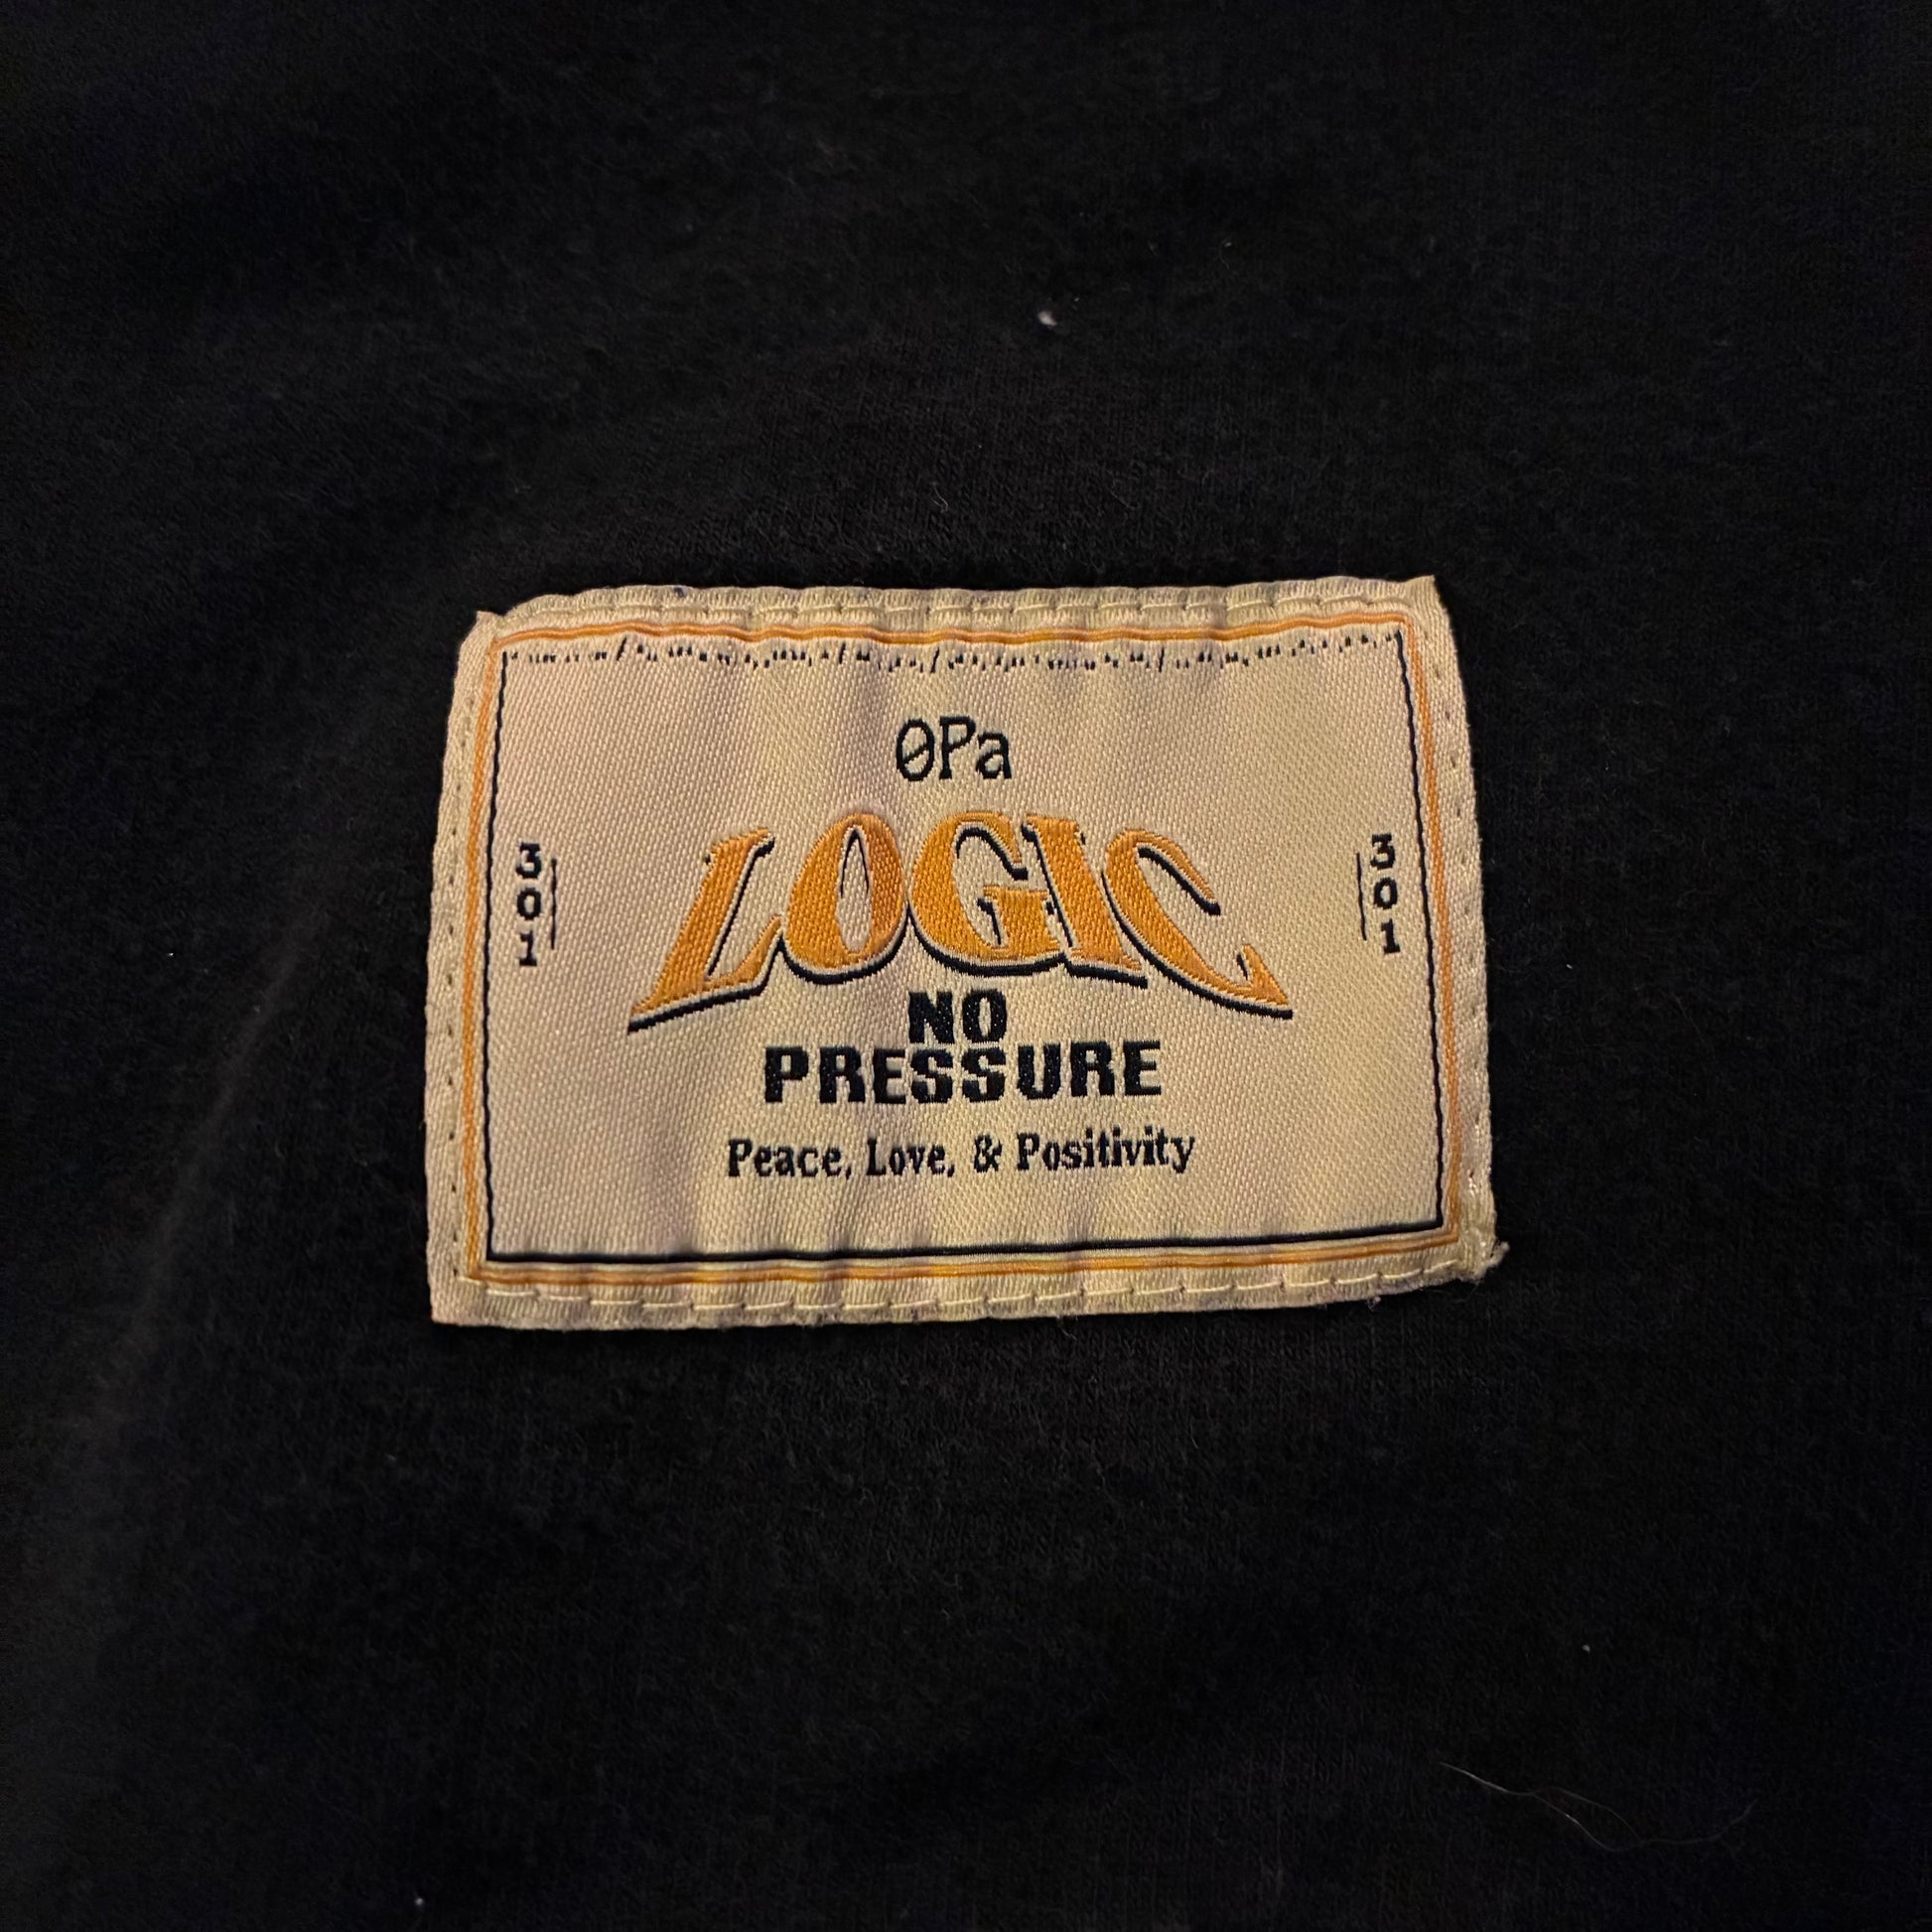 0Pa
LOGIC
301
301
NO
PRESSURE
Peace, Love, & Positivity